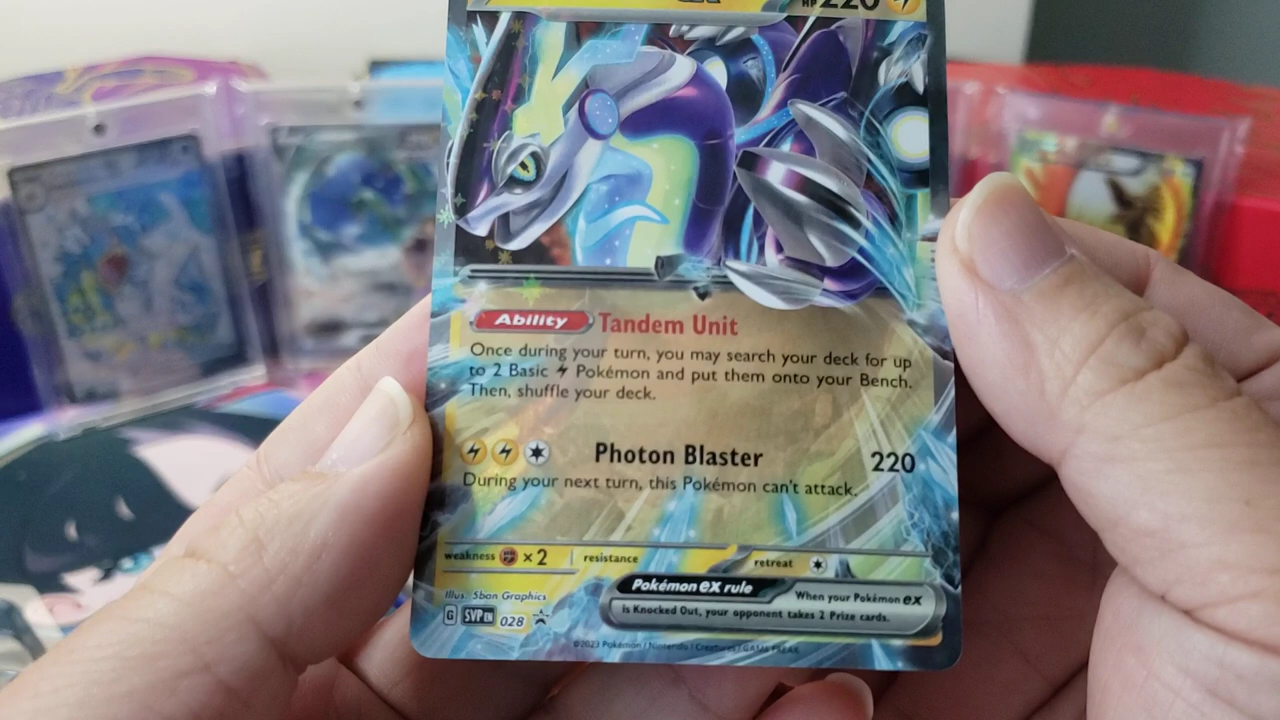 HP 220
Ability Tandem Unit
Once during your turn, you may search your deck for up
to 2 Basic Pokémon and put them onto your Bench.
Then, shuffle your deck.
Photon Blaster 220
During your next turn, this Pokémon can't attack.
weakness ×2 resistance retreat
Illus. 5ban Graphics
Pokémon ex rule When your Pokémon ex
is Knocked Out, your opponent takes 2 Prize cards.
G SVP EN 028
©2023 Pokémon / Nintendo / Creatures / GAME FREAK